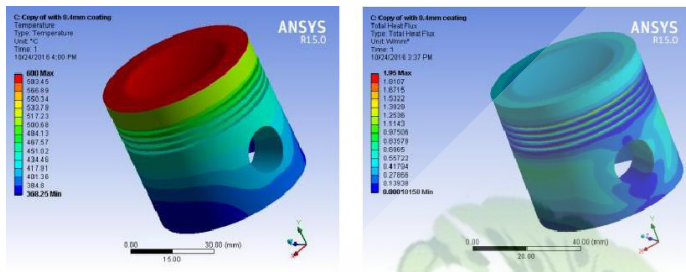 C: Copy of with 0.4mm coating
Temperature
Type: Temperature
Unit: °C
Time: 1
10/24/2016 4:00 PM
600 Max
583.45
566.89
550.34
533.78
517.23
500.68
484.13
467.57
451.02
434.46
417.91
401.36
384.8
368.25 Min
ANSYS
R15.0
0.00
30.00 (mm)
15.00
Y
X
C: Copy of with 0.4mm coating
Total Heat Flux
Type: Total Heat Flux
Unit: W/mm²
Time: 1
10/24/2016 3:37 PM
1.95 Max
1.8107
1.6715
1.5322
1.3929
1.2536
1.1143
0.97506
0.83578
0.6965
0.55722
0.41794
0.27866
0.13938
0.00010158 Min
ANSYS
R15.0
0.00
40.00 (mm)
20.00
Y